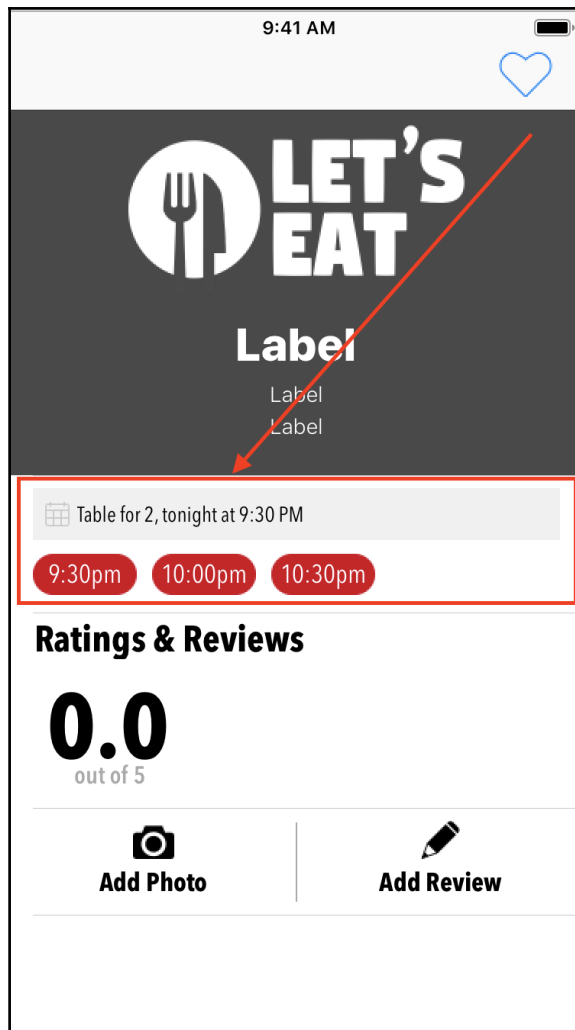 9:41 AM
LET'S
EAT
Label
Label
Label
Table for 2, tonight at 9:30 PM
9:30pm 10:00pm 10:30pm
Ratings & Reviews
0.0
out of 5
Add Photo Add Review